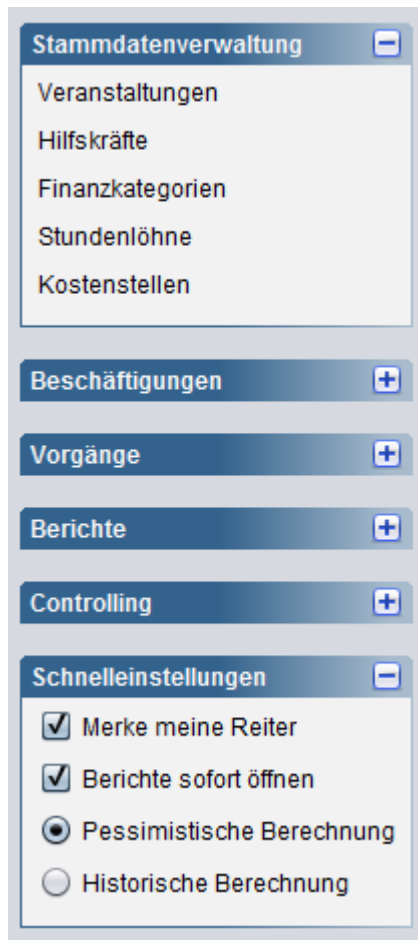 Stammdatenverwaltung
Veranstaltungen
Hilfskräfte
Finanzkategorien
Stundenlöhne
Kostenstellen
Beschäftigungen
Vorgänge
Berichte
Controlling
Schnelleinstellungen
Merke meine Reiter
Berichte sofort öffnen
Pessimistische Berechnung
Historische Berechnung